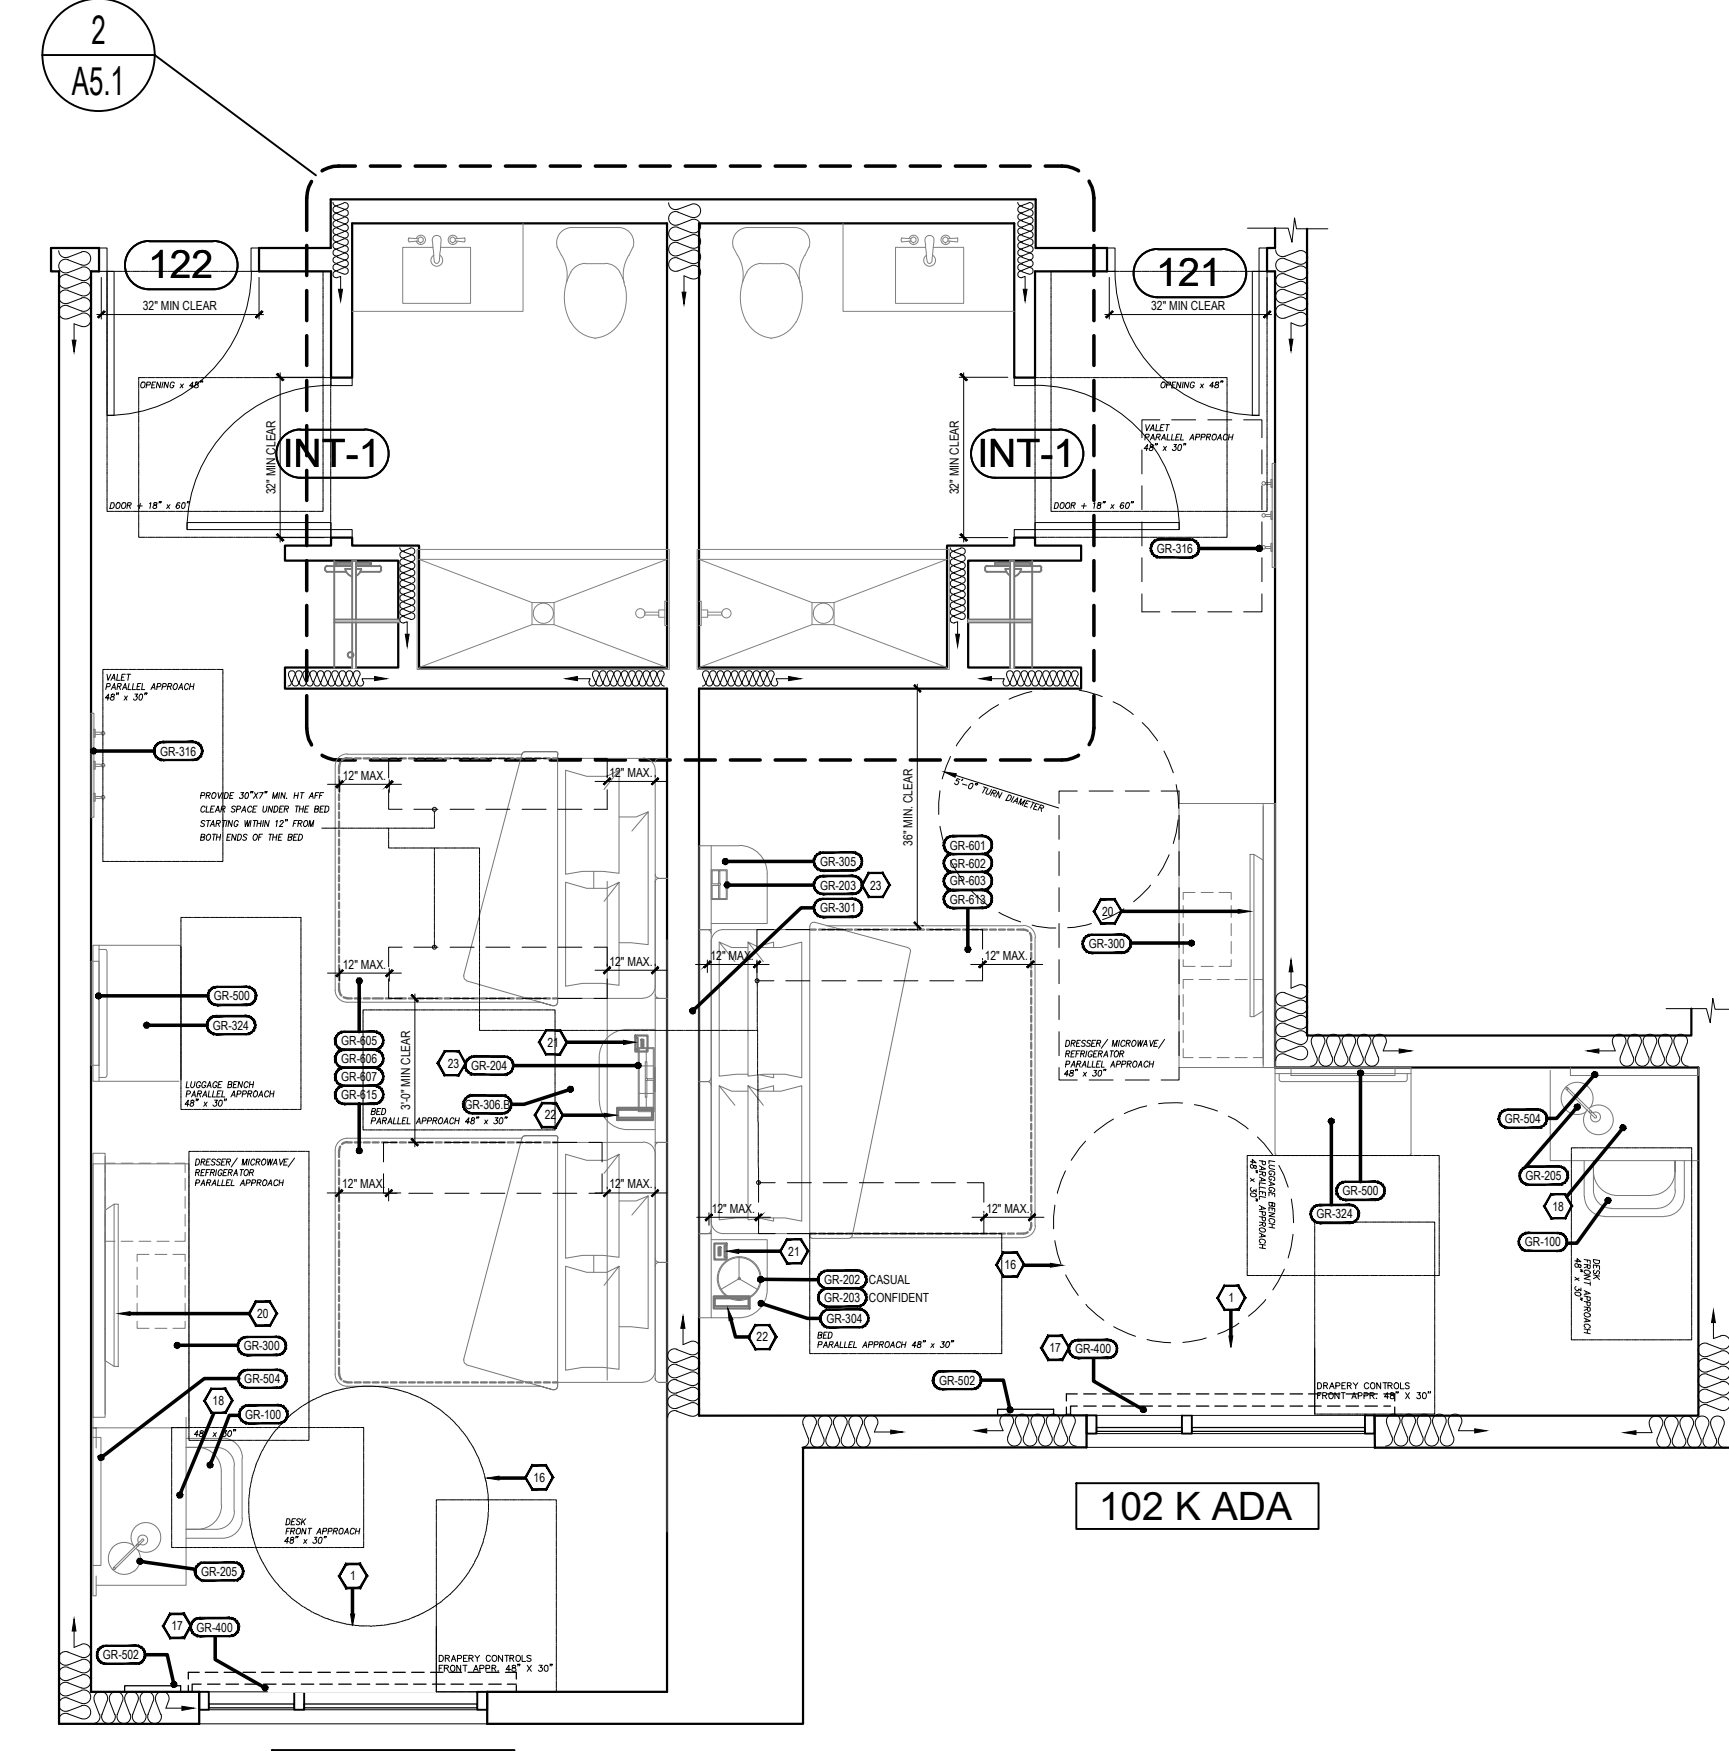 2
A5.1
122
32" MIN CLEAR
OPENING x 48"
32" MIN CLEAR
INT-1
DOOR + 18" x 60"
121
32" MIN CLEAR
OPENING x 48"
32" MIN CLEAR
INT-1
VALET
PARALLEL APPROACH
48" x 30"
DOOR + 18" x 60"
GR-316
VALET
PARALLEL APPROACH
48" x 30"
GR-316
PROVIDE 30"X7" MIN. HT AFF
CLEAR SPACE UNDER THE BED
STARTING WITHIN 12" FROM
BOTH ENDS OF THE BED
12" MAX.
12" MAX.
12" MAX.
12" MAX.
GR-500
GR-324
LUGGAGE BENCH
PARALLEL APPROACH
48" x 30"
GR-605
GR-606
GR-607
GR-615
3'-0" MIN CLEAR
21
23
GR-204
GR-306.B
22
BED
PARALLEL APPROACH 48" x 30"
12" MAX.
12" MAX.
DRESSER/ MICROWAVE/
REFRIGERATOR
PARALLEL APPROACH
48" x 30"
20
GR-300
GR-504
18
GR-100
16
DESK
FRONT APPROACH
48" x 30"
GR-205
1
17
GR-400
GR-502
DRAPERY CONTROLS
FRONT APPR. 48" X 30"
36" MIN. CLEAR
5'-0" TURN DIAMETER
GR-305
GR-203
23
GR-301
GR-601
GR-602
GR-603
GR-613
20
GR-300
12" MAX.
12" MAX.
12" MAX.
12" MAX.
DRESSER/ MICROWAVE/
REFRIGERATOR
PARALLEL APPROACH
48" x 30"
21
GR-202 CASUAL
GR-203 CONFIDENT
GR-304
22
BED
PARALLEL APPROACH 48" x 30"
16
1
LUGGAGE BENCH
PARALLEL APPROACH
48" x 30"
GR-500
GR-324
GR-504
GR-205
18
GR-100
DESK
FRONT APPROACH
48" x 30"
17
GR-400
GR-502
DRAPERY CONTROLS
FRONT APPR. 48" X 30"
102 K ADA